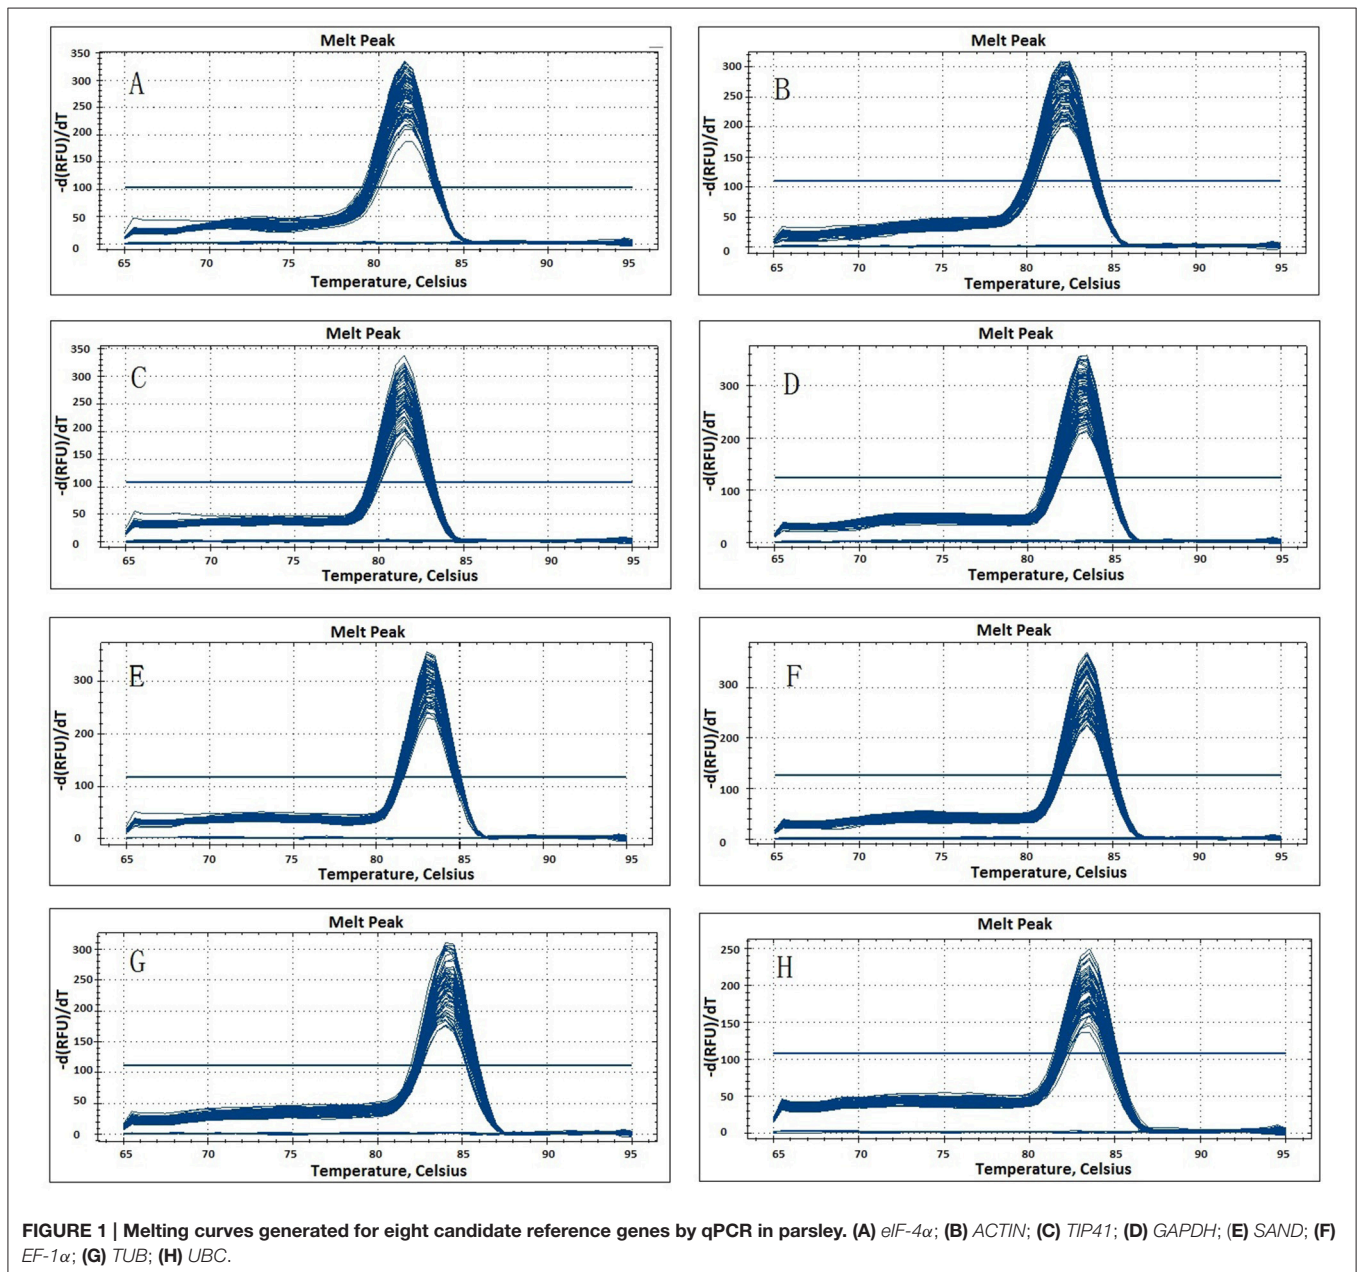 Melt Peak
A
-d(RFU)/dT
350
300
250
200
150
100
50
0
65 70 75 80 85 90 95
Temperature, Celsius
Melt Peak
B
-d(RFU)/dT
300
250
200
150
100
50
0
65 70 75 80 85 90 95
Temperature, Celsius
Melt Peak
C
-d(RFU)/dT
350
300
250
200
150
100
50
0
65 70 75 80 85 90 95
Temperature, Celsius
Melt Peak
D
-d(RFU)/dT
300
200
100
0
65 70 75 80 85 90 95
Temperature, Celsius
Melt Peak
E
-d(RFU)/dT
300
200
100
0
65 70 75 80 85 90 95
Temperature, Celsius
Melt Peak
F
-d(RFU)/dT
300
200
100
0
65 70 75 80 85 90 95
Temperature, Celsius
Melt Peak
G
-d(RFU)/dT
300
250
200
150
100
50
0
65 70 75 80 85 90 95
Temperature, Celsius
Melt Peak
H
-d(RFU)/dT
250
200
150
100
50
0
65 70 75 80 85 90 95
Temperature, Celsius
FIGURE 1 | Melting curves generated for eight candidate reference genes by qPCR in parsley. (A) eIF-4α; (B) ACTIN; (C) TIP41; (D) GAPDH; (E) SAND; (F)
EF-1α; (G) TUB; (H) UBC.